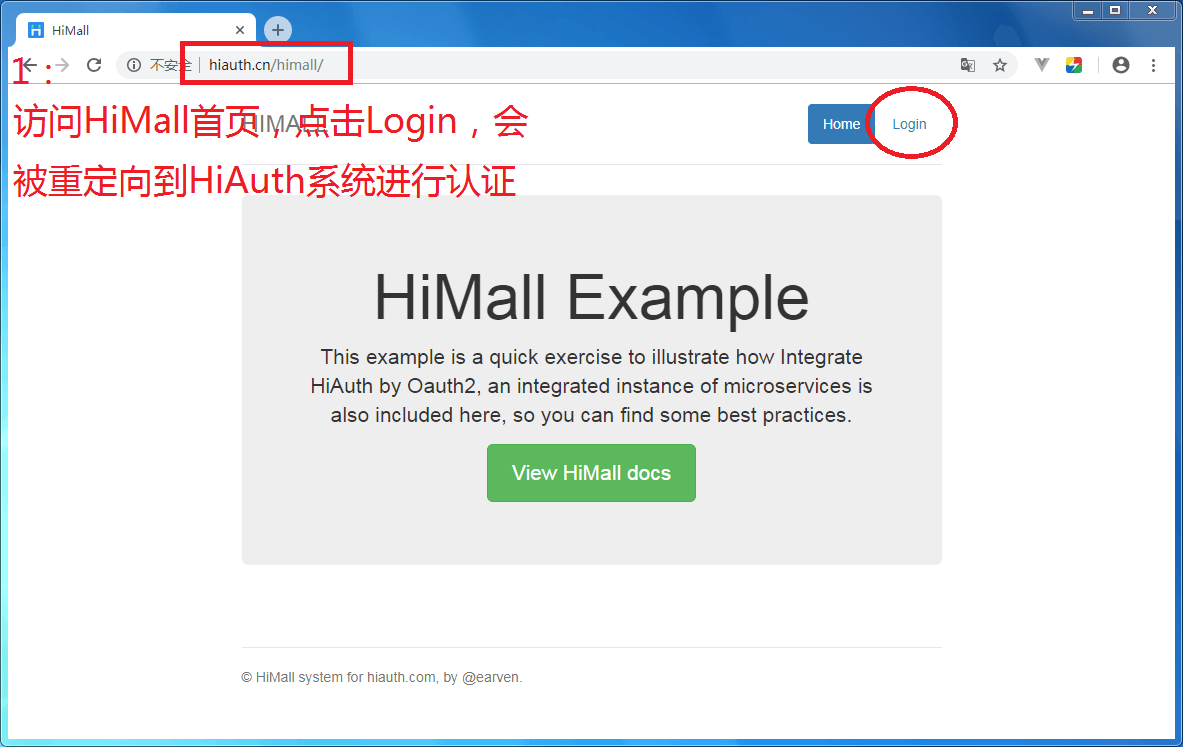 HiMall
不安全 | hiauth.cn/himall/
1：
HIMALL
Home
Login
访问HiMall首页，点击Login，会
被重定向到HiAuth系统进行认证
HiMall Example
This example is a quick exercise to illustrate how Integrate
HiAuth by Oauth2, an integrated instance of microservices is
also included here, so you can find some best practices.
View HiMall docs
© HiMall system for hiauth.com, by @earven.